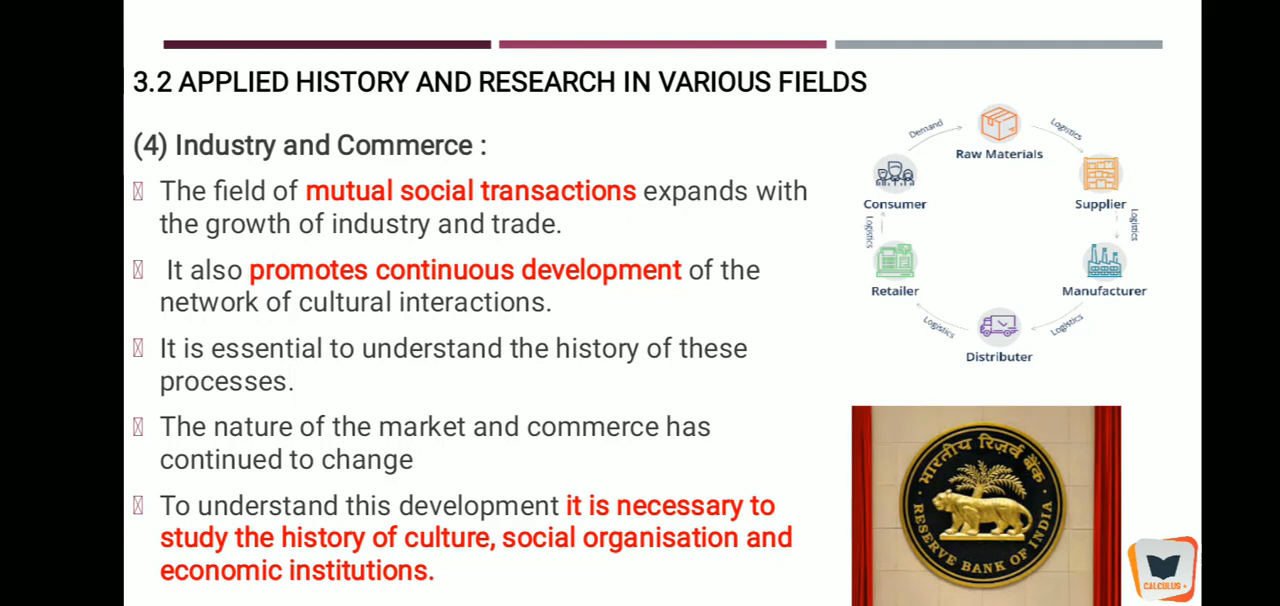 3.2 APPLIED HISTORY AND RESEARCH IN VARIOUS FIELDS
(4) Industry and Commerce :
The field of mutual social transactions expands with
the growth of industry and trade.
It also promotes continuous development of the
network of cultural interactions.
It is essential to understand the history of these
processes.
The nature of the market and commerce has
continued to change
To understand this development it is necessary to
study the history of culture, social organisation and
economic institutions.
Demand
Raw Materials
Logistics
Supplier
Logistics
Manufacturer
Logistics
Distributer
Logistics
Retailer
Logistics
Consumer
भारतीय रिज़र्व बैंक
RESERVE BANK OF INDIA
CALCULUS +